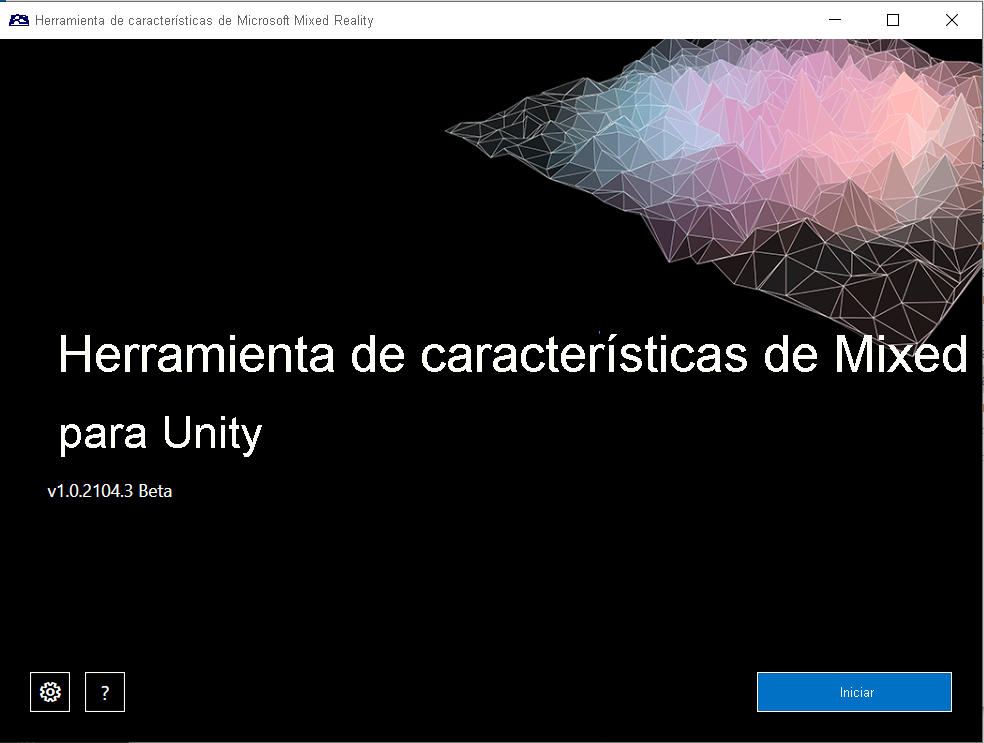 Herramienta de características de Microsoft Mixed Reality
Herramienta de características de Mixed
para Unity
v1.0.2104.3 Beta
?
Iniciar